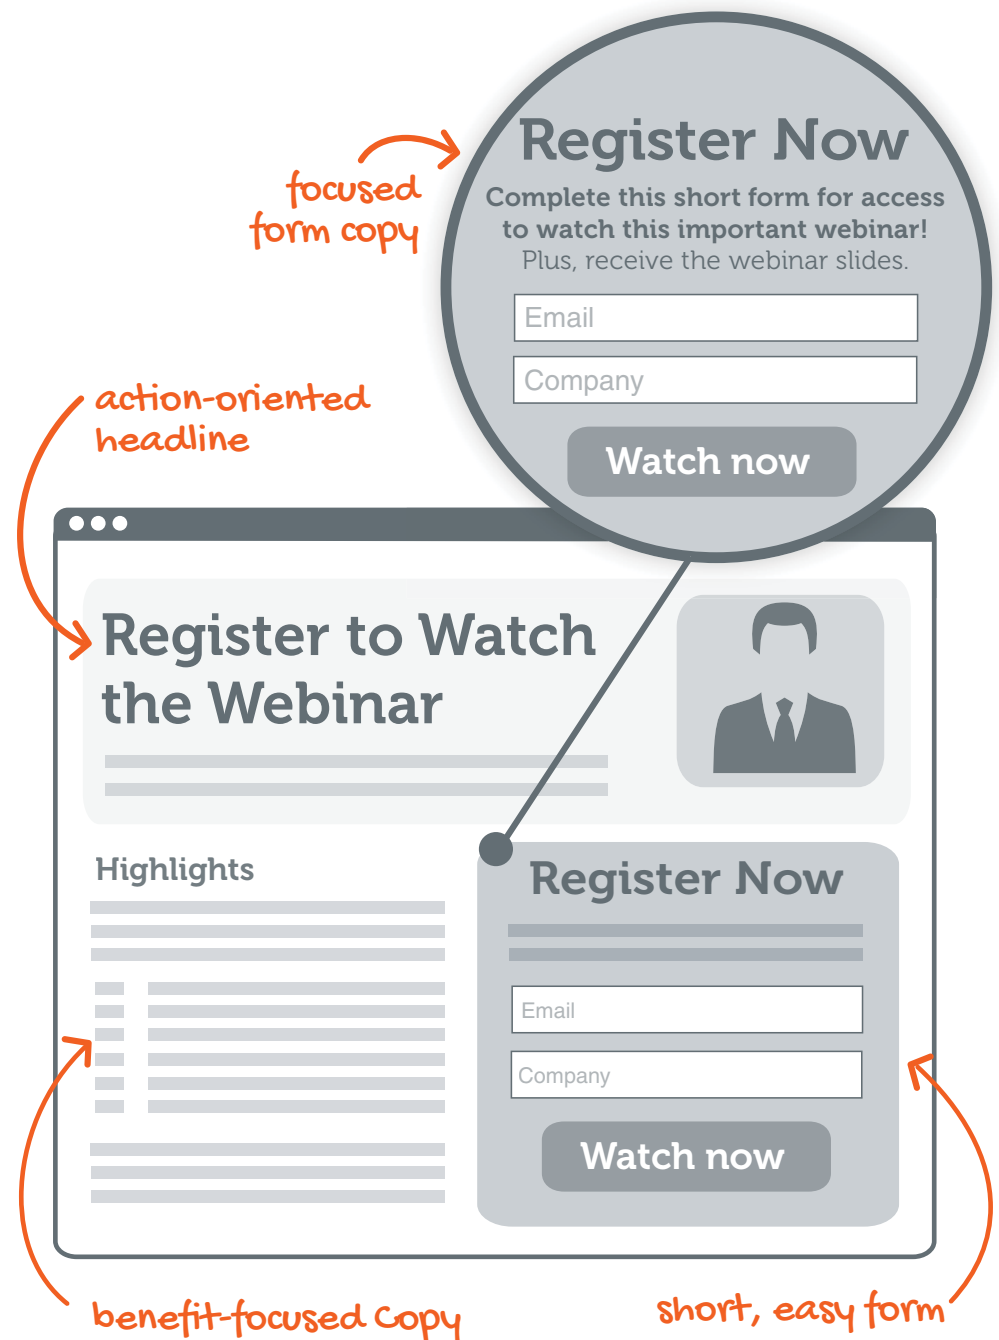 Register Now
Complete this short form for access
to watch this important webinar!
Plus, receive the webinar slides.
Email
Company
Watch now
focused
form copy
action-oriented
headline
Register to Watch
the Webinar
Highlights
Register Now
Email
Company
Watch now
benefit-focused Copy
short, easy form